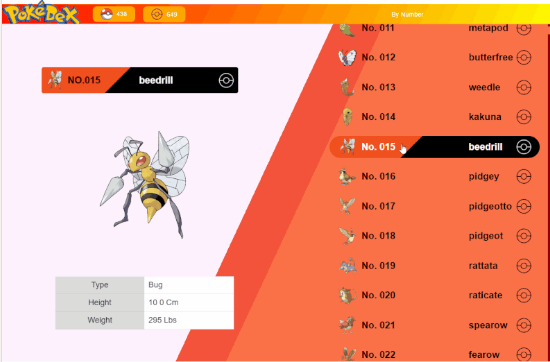 POKéDEX
430
649
By Number
NO.015 beedrill
Type Bug
Height 10 0 Cm
Weight 295 Lbs
No. 011 metapod
No. 012 butterfree
No. 013 weedle
No. 014 kakuna
No. 015 beedrill
No. 016 pidgey
No. 017 pidgeotto
No. 018 pidgeot
No. 019 rattata
No. 020 raticate
No. 021 spearow
No. 022 fearow